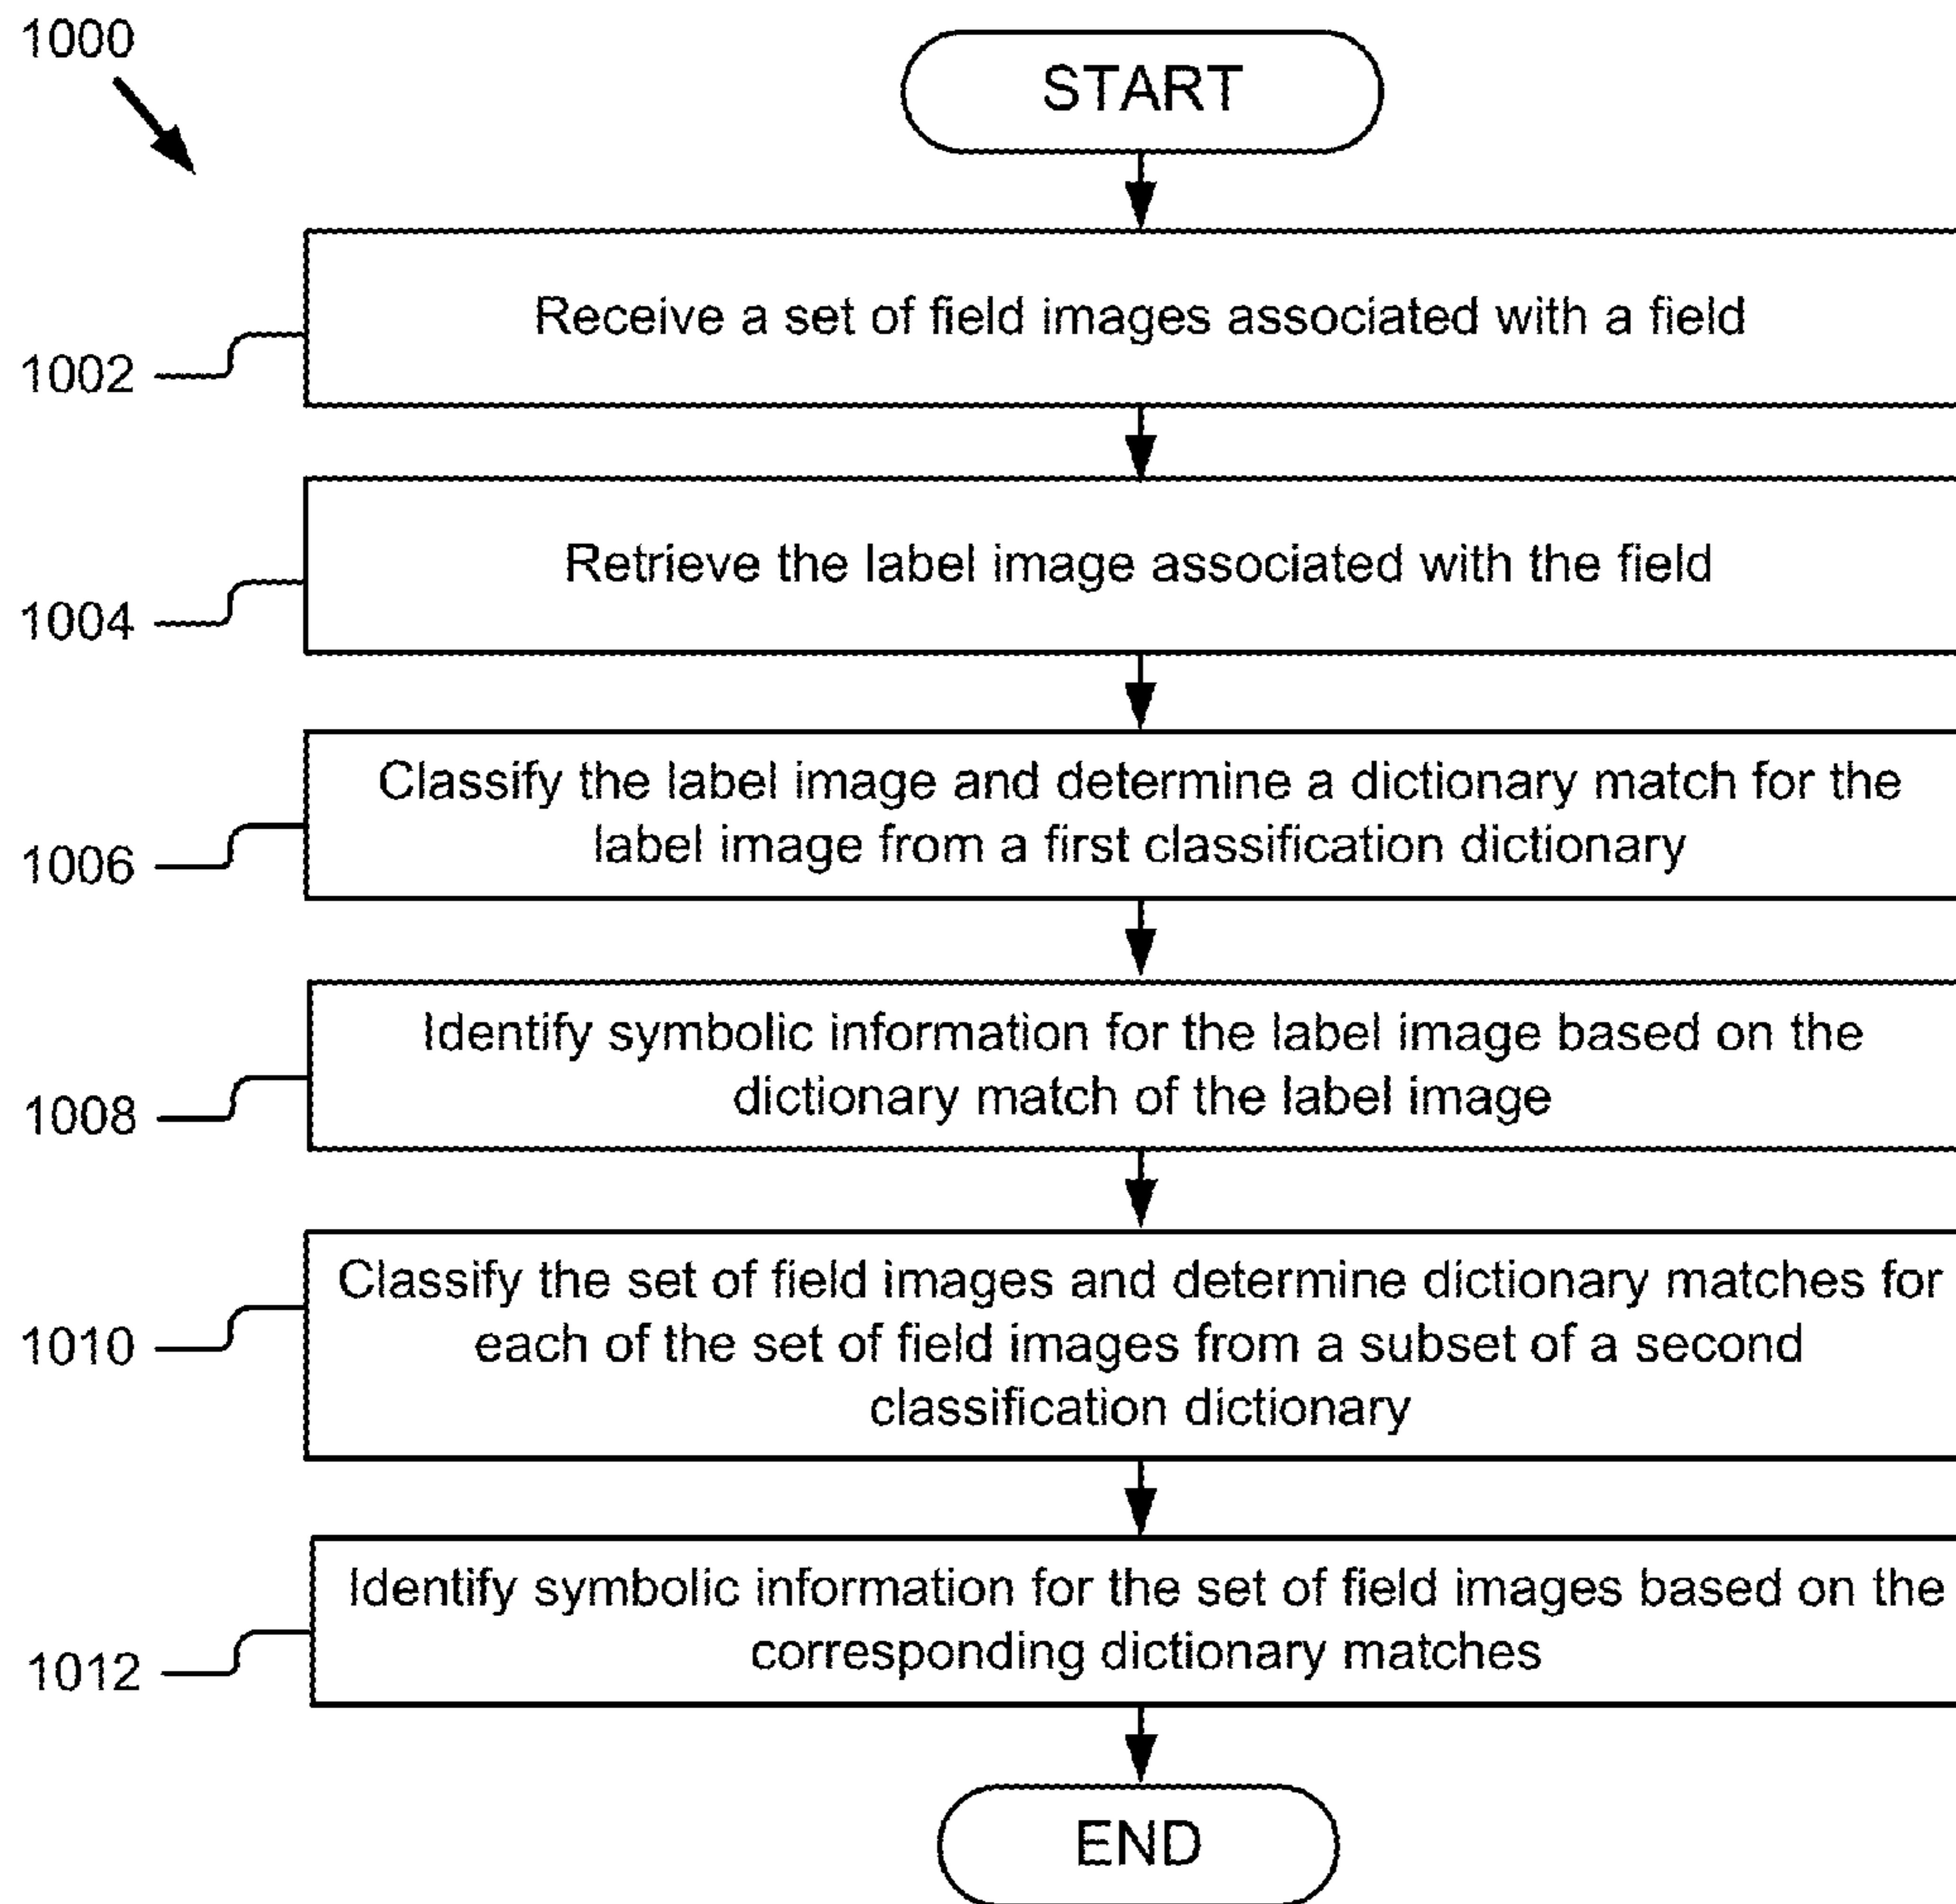 1000
START
Receive a set of field images associated with a field
1002
Retrieve the label image associated with the field
1004
Classify the label image and determine a dictionary match for the
label image from a first classification dictionary
1006
Identify symbolic information for the label image based on the
dictionary match of the label image
1008
Classify the set of field images and determine dictionary matches for
each of the set of field images from a subset of a second
classification dictionary
1010
Identify symbolic information for the set of field images based on the
corresponding dictionary matches
1012
END